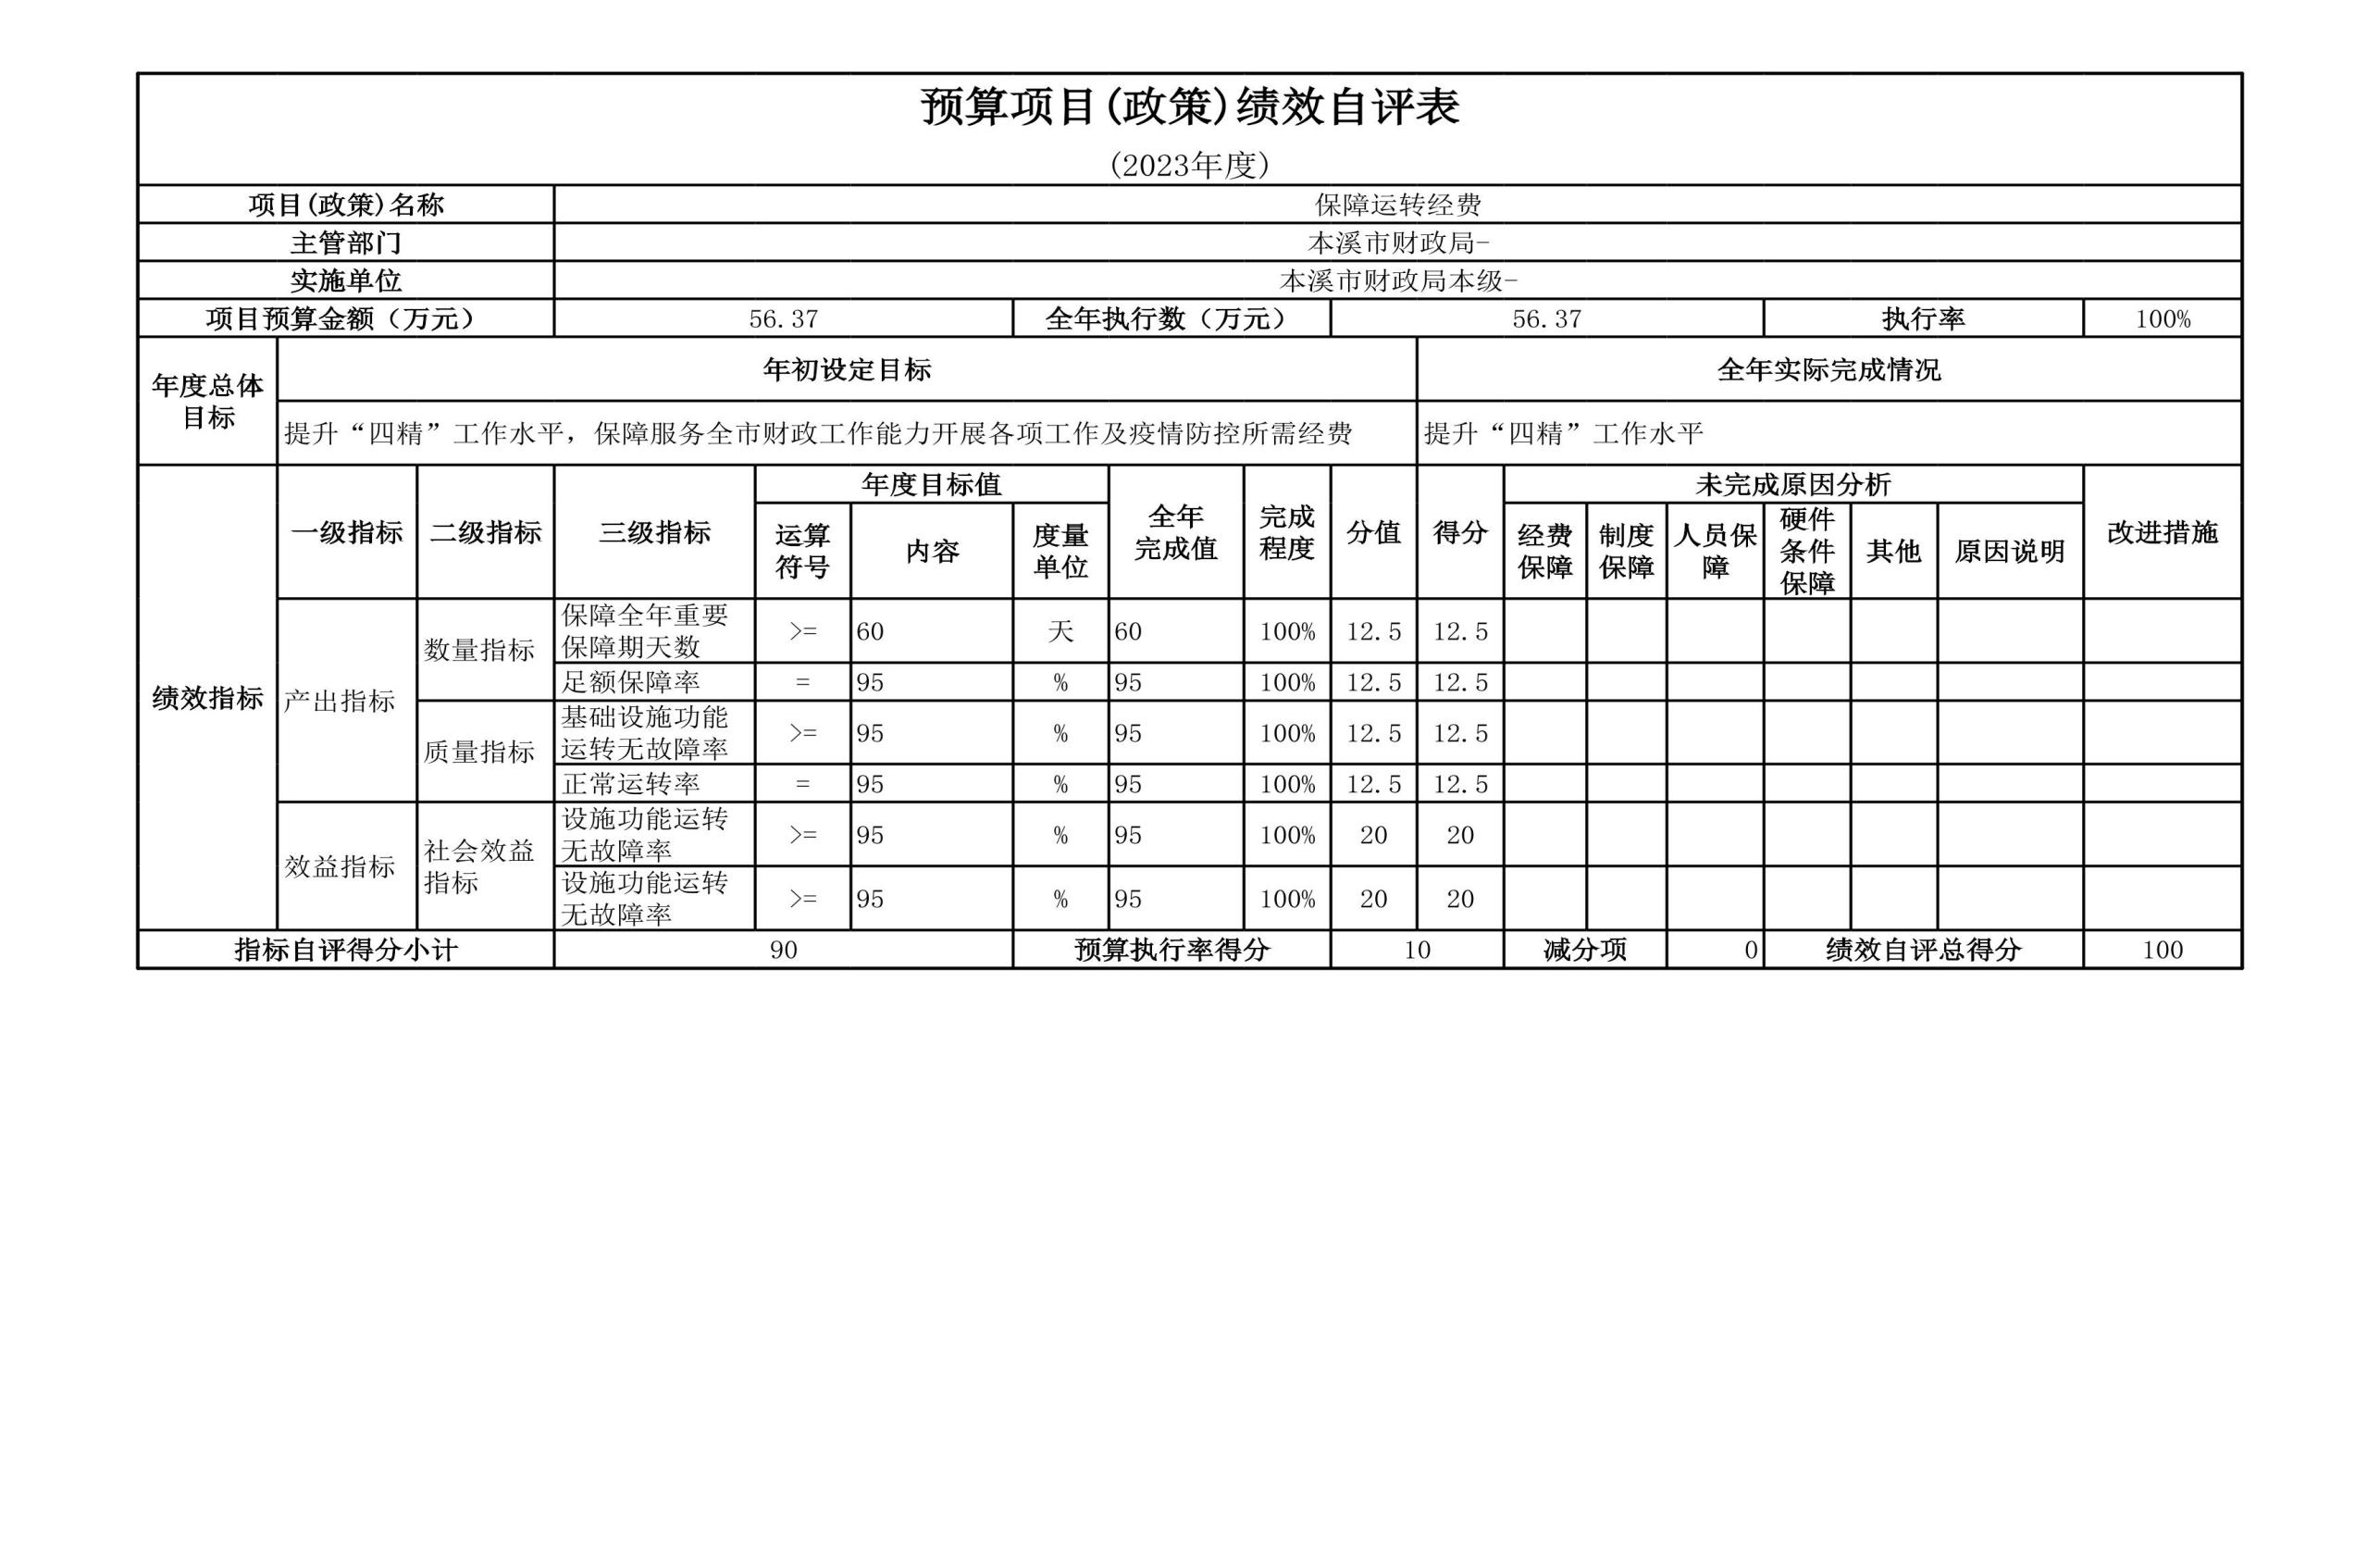 预算项目(政策)绩效自评表
(2023年度)
项目(政策)名称 保障运转经费
主管部门 本溪市财政局-
实施单位 本溪市财政局本级-
项目预算金额（万元） 56.37 全年执行数（万元） 56.37 执行率 100%
年度总体
目标
年初设定目标 全年实际完成情况
提升“四精”工作水平，保障服务全市财政工作能力开展各项工作及疫情防控所需经费 提升“四精”工作水平
绩效指标
一级指标 二级指标 三级指标
年度目标值
运算
符号
内容
度量
单位
全年
完成值
完成
程度
分值 得分
未完成原因分析
经费
保障
制度
保障
人员保
障
硬件
条件
保障
其他 原因说明
改进措施
产出指标
数量指标
保障全年重要
保障期天数
>= 60 天 60 100% 12.5 12.5
足额保障率 = 95 % 95 100% 12.5 12.5
质量指标
基础设施功能
运转无故障率
>= 95 % 95 100% 12.5 12.5
正常运转率 = 95 % 95 100% 12.5 12.5
效益指标
社会效益
指标
设施功能运转
无故障率
>= 95 % 95 100% 20 20
设施功能运转
无故障率
>= 95 % 95 100% 20 20
指标自评得分小计 90 预算执行率得分 10 减分项 0 绩效自评总得分 100